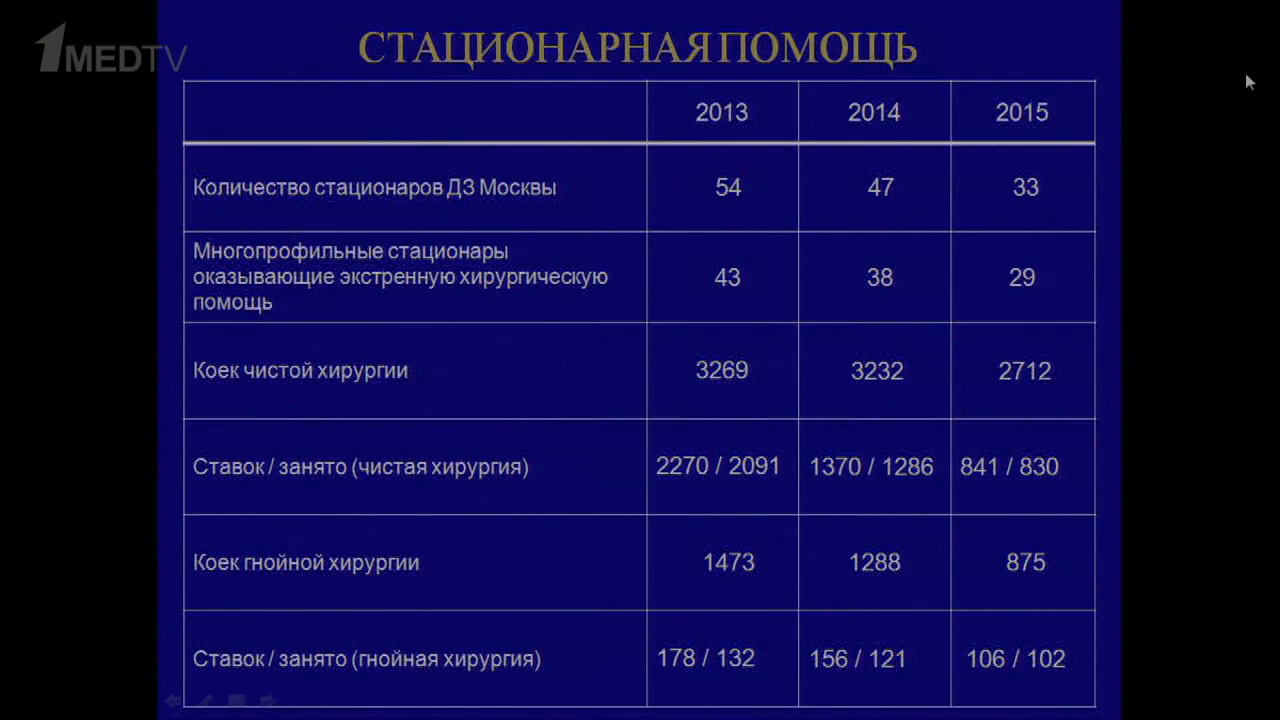 1MEDTV
СТАЦИОНАРНАЯ ПОМОЩЬ
2013 2014 2015
Количество стационаров ДЗ Москвы 54 47 33
Многопрофильные стационары
оказывающие экстренную хирургическую 43 38 29
помощь
Коек чистой хирургии 3269 3232 2712
Ставок / занято (чистая хирургия) 2270 / 2091 1370 / 1286 841 / 830
Коек гнойной хирургии 1473 1288 875
Ставок / занято (гнойная хирургия) 178 / 132 156 / 121 106 / 102